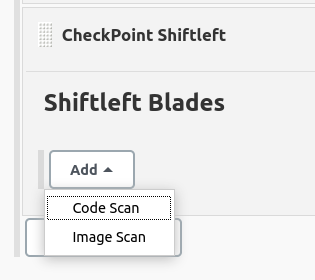 CheckPoint Shiftleft
Shiftleft Blades
Add
Code Scan
Image Scan